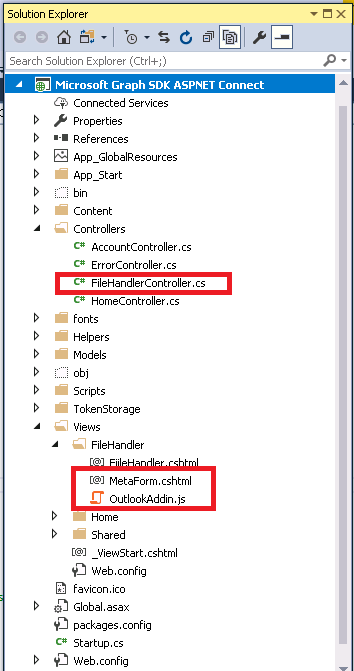 Solution Explorer
Search Solution Explorer (Ctrl+;)
Microsoft Graph SDK ASPNET Connect
Connected Services
Properties
References
App_GlobalResources
App_Start
bin
Content
Controllers
AccountController.cs
ErrorController.cs
FileHandlerController.cs
HomeController.cs
fonts
Helpers
Models
obj
Scripts
TokenStorage
Views
FileHandler
FiileHandler.cshtml
MetaForm.cshtml
OutlookAddin.js
Home
Shared
_ViewStart.cshtml
Web.config
favicon.ico
Global.asax
packages.config
Startup.cs
Web.config